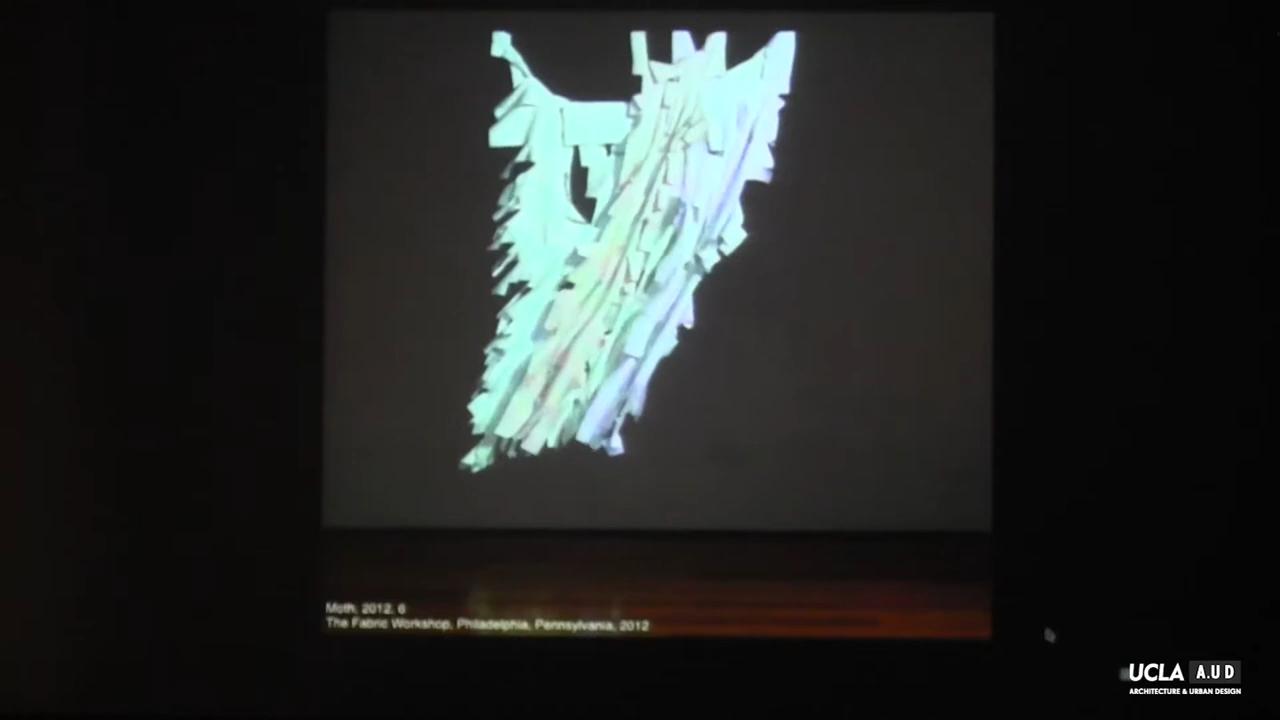 Moth, 2012, 6
The Fabric Workshop, Philadelphia, Pennsylvania, 2012
UCLA A.UD
ARCHITECTURE & URBAN DESIGN